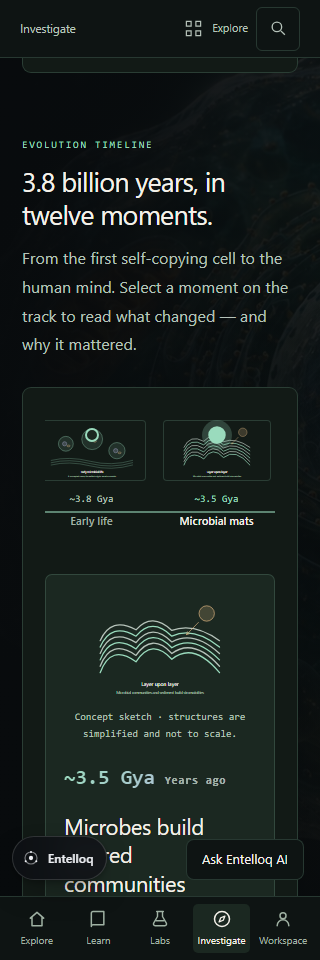 Investigate
Explore
EVOLUTION TIMELINE
3.8 billion years, in
twelve moments.
From the first self-copying cell to the
human mind. Select a moment on the
track to read what changed — and
why it mattered.
~3.8 Gya
~3.5 Gya
Early life
Microbial mats
Layer upon layer
Microbial communities and sediment build domes/ticks.
Concept sketch · structures are
simplified and not to scale.
~3.5 Gya Years ago
Microbes build
red
communities
Entelloq
Ask Entelloq AI
Explore
Learn
Labs
Investigate
Workspace